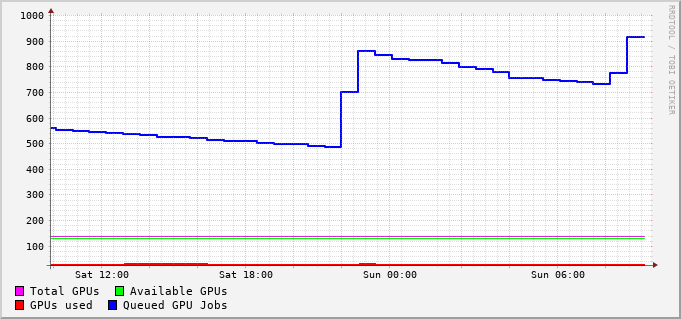 1000
900
800
700
600
500
400
300
200
100
Sat 12:00 Sat 18:00 Sun 00:00 Sun 06:00
Total GPUs Available GPUs
GPUs used Queued GPU Jobs
RRDTOOL / TOBI OETIKER